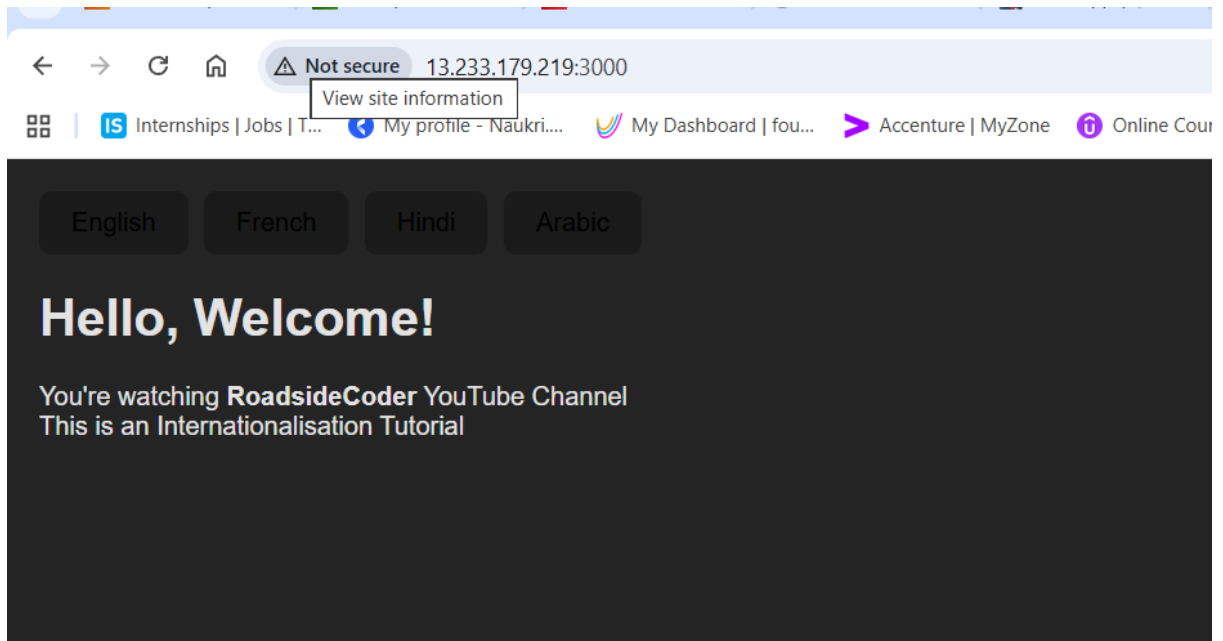 Not secure 13.233.179.219:3000
View site information
IS Internships | Jobs | T... My profile - Naukri.... My Dashboard | fou... Accenture | MyZone Online Cour
English French Hindi Arabic
Hello, Welcome!
You're watching RoadsideCoder YouTube Channel
This is an Internationalisation Tutorial